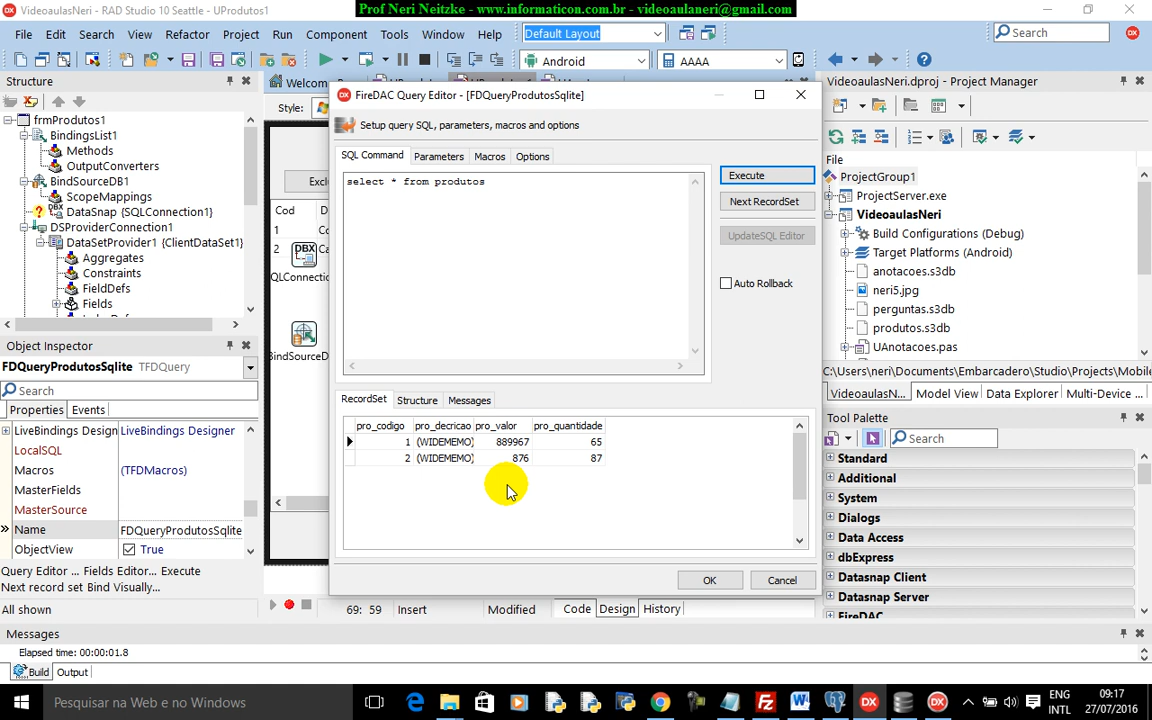 Prof Neri Neitzke - www.informaticon.com.br - videoaulaneri@gmail.com
VideoaulasNeri - RAD Studio 10 Seattle - UProdutos1
File Edit Search View Refactor Project Run Component Tools Window Help
Default Layout
Search
Android
AAAA
Structure
frmProdutos1
BindingsList1
Methods
OutputConverters
BindSourceDB1
ScopeMappings
DataSnap {SQLConnection1}
DSProviderConnection1
DataSetProvider1 {ClientDataSet1}
Aggregates
Constraints
FieldDefs
Fields
Object Inspector
FDQueryProdutosSqlite TFDQuery
Search
Properties Events
LiveBindings Design LiveBindings Designer
LocalSQL
Macros (TFDMacros)
MasterFields
MasterSource
Name FDQueryProdutosSqlite
ObjectView True
Query Editor ... Fields Editor... Execute
Next record set Bind Visually...
All shown
Welcome
Style:
Excl
Cod
1
2
DBX
FireDAC Query Editor - [FDQueryProdutosSqlite]
Setup query SQL, parameters, macros and options
SQL Command Parameters Macros Options
select * from produtos
Execute
Next RecordSet
UpdateSQL Editor
Auto Rollback
RecordSet Structure Messages
pro_codigo pro_decricao pro_valor pro_quantidade
1 (WIDEMEMO) 889967 65
2 (WIDEMEMO) 876 87
OK Cancel
69: 59 Insert Modified Code Design History
VideoaulasNeri.dproj - Project Manager
File
ProjectGroup1
ProjectServer.exe
VideoaulasNeri
Build Configurations (Debug)
Target Platforms (Android)
anotacoes.s3db
neri5.jpg
perguntas.s3db
produtos.s3db
UAnotacoes.pas
C:\Users\neri\Documents\Embarcadero\Studio\Projects\Mobile
VideoaulasN... Model View Data Explorer Multi-Device ...
Tool Palette
Search
Standard
Additional
System
Dialogs
Data Access
dbExpress
Datasnap Client
Datasnap Server
FireDAC
Messages
Elapsed time: 00:00:01.8
Build Output
Pesquisar na Web e no Windows
ENG
INTL
09:17
27/07/2016